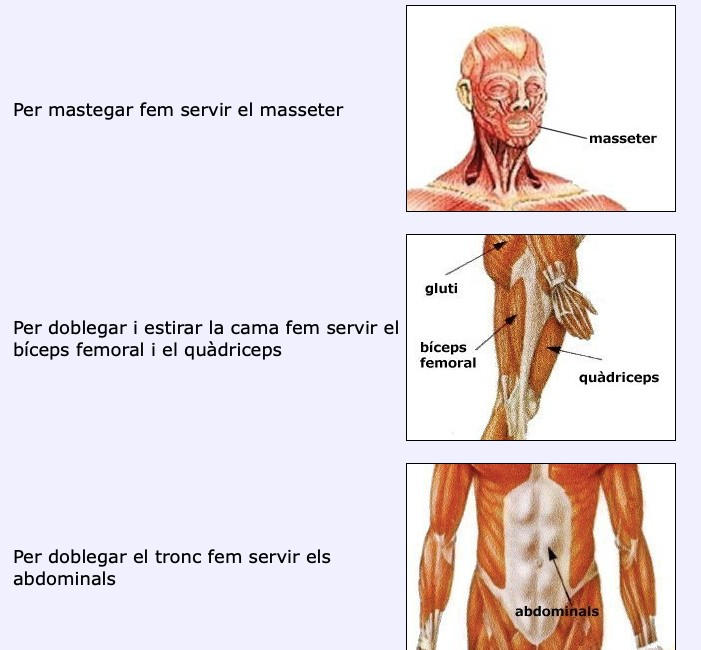 Per mastegar fem servir el masseter
masseter
gluti
Per doblegar i estirar la cama fem servir el
bíceps femoral i el quàdriceps
bíceps
femoral
quàdriceps
Per doblegar el tronc fem servir els
abdominals
abdominals